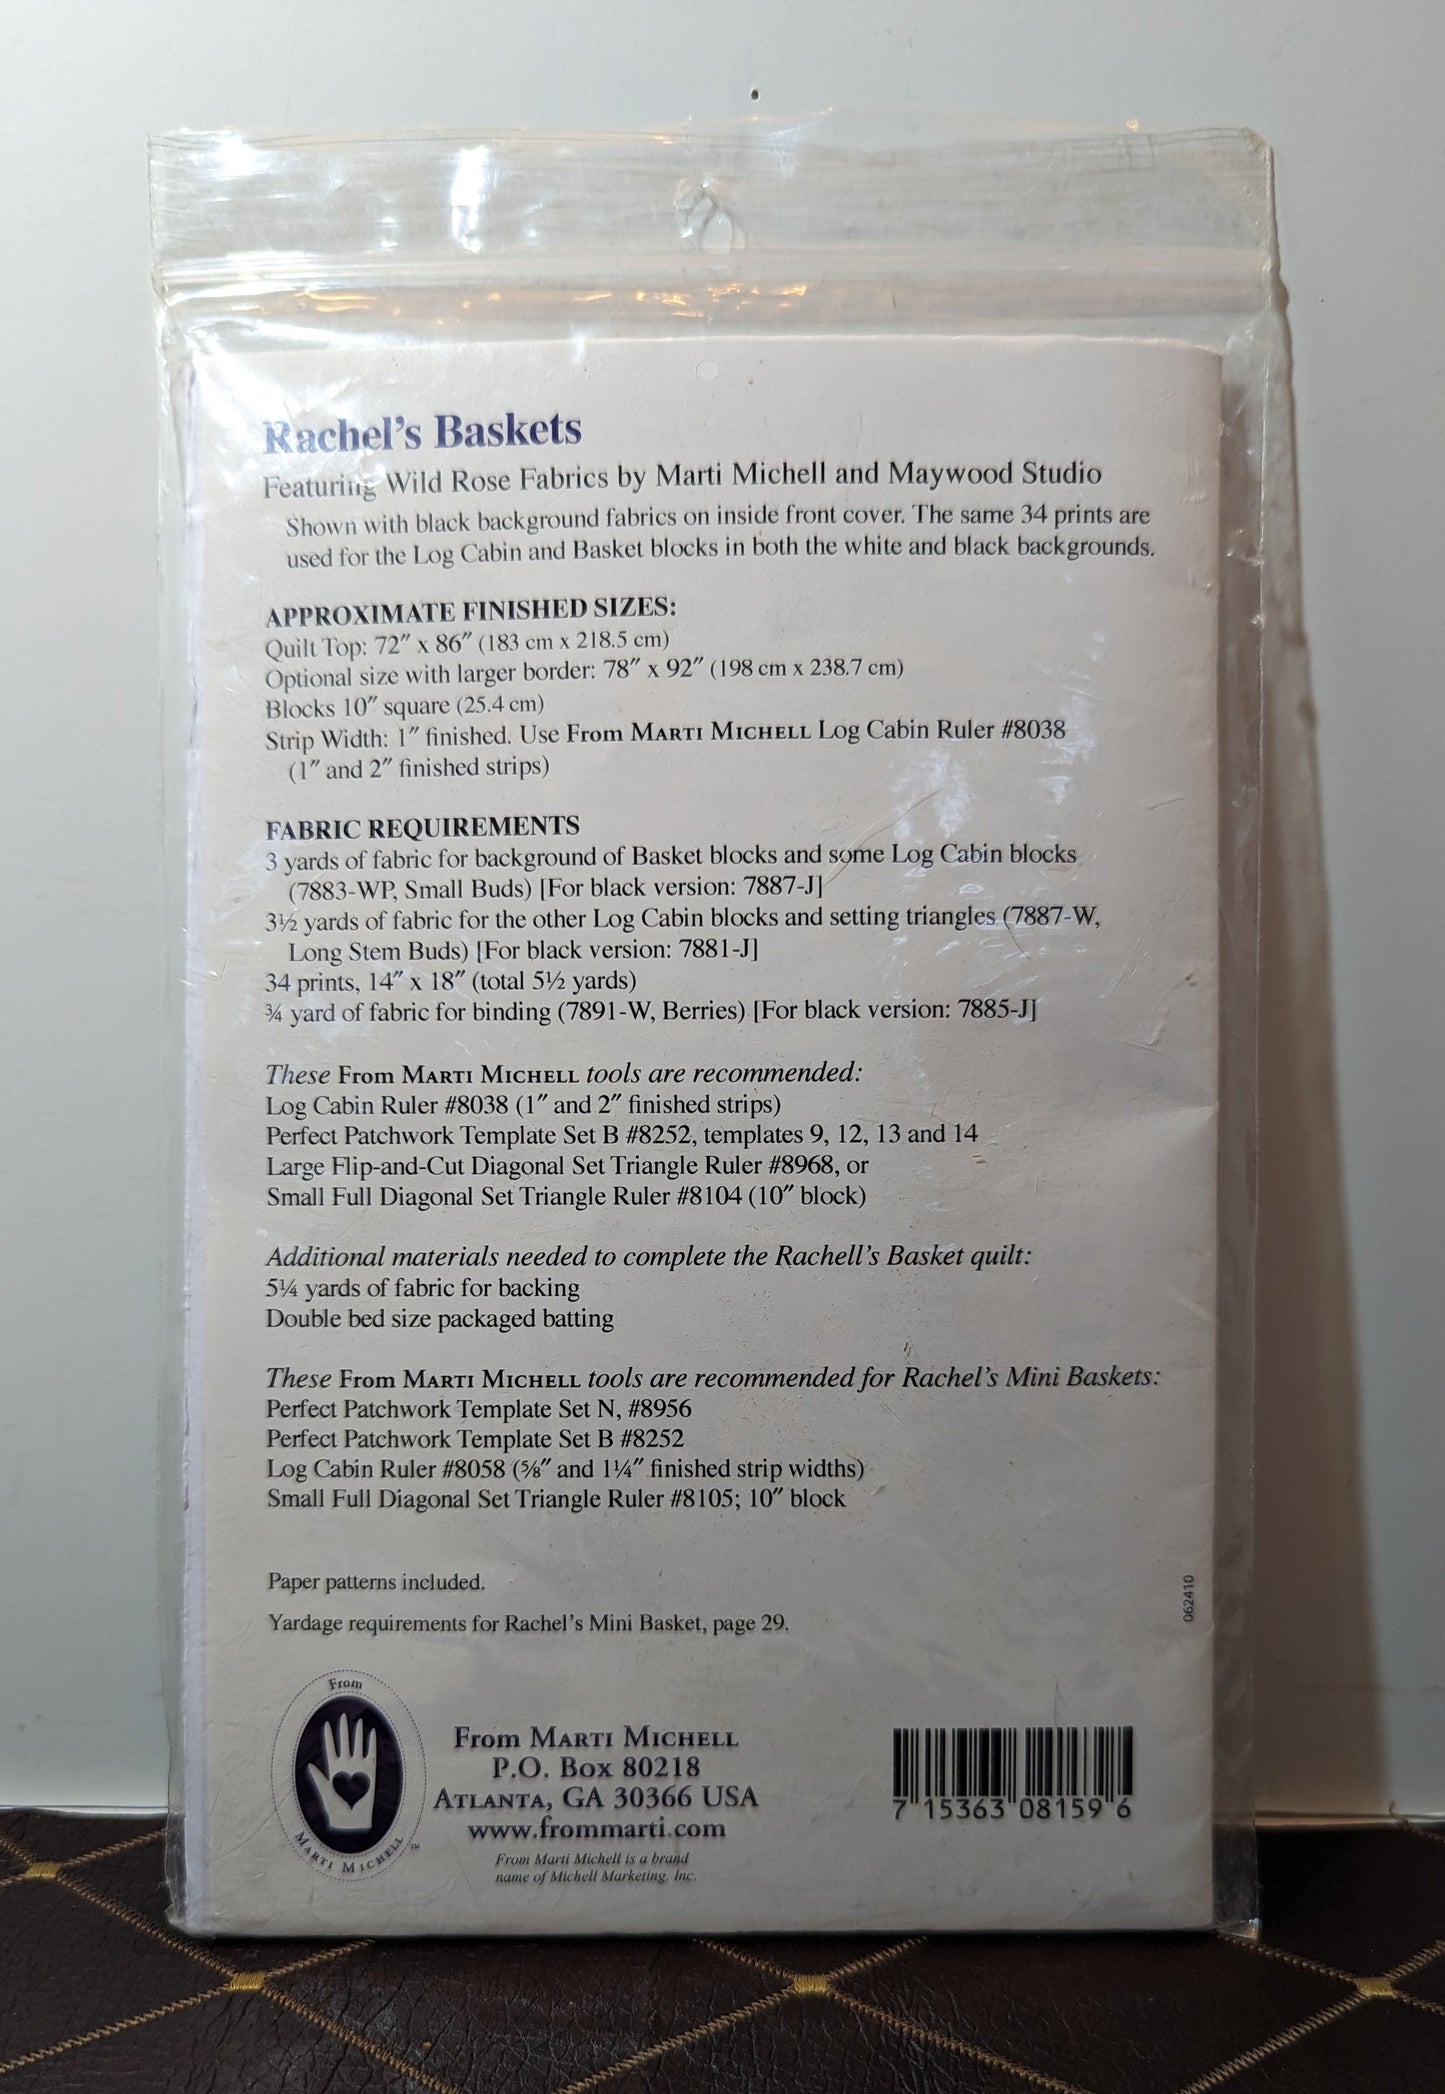 Rachel's Baskets
Featuring Wild Rose Fabrics by Marti Michell and Maywood Studio
Shown with black background fabrics on inside front cover. The same 34 prints are
used for the Log Cabin and Basket blocks in both the white and black backgrounds.
APPROXIMATE FINISHED SIZES:
Quilt Top: 72″ x 86″ (183 cm x 218.5 cm)
Optional size with larger border: 78″ x 92″ (198 cm x 238.7 cm)
Blocks 10″ square (25.4 cm)
Strip Width: 1″ finished. Use From MARTI MICHELL Log Cabin Ruler #8038
(1″ and 2″ finished strips)
FABRIC REQUIREMENTS
3 yards of fabric for background of Basket blocks and some Log Cabin blocks
(7883-WP, Small Buds) [For black version: 7887-J]
3½ yards of fabric for the other Log Cabin blocks and setting triangles (7887-W,
Long Stem Buds) [For black version: 7881-J]
34 prints, 14″ x 18″ (total 5½ yards)
¾ yard of fabric for binding (7891-W, Berries) [For black version: 7885-J]
These From MARTI MICHELL tools are recommended:
Log Cabin Ruler #8038 (1″ and 2″ finished strips)
Perfect Patchwork Template Set B #8252, templates 9, 12, 13 and 14
Large Flip-and-Cut Diagonal Set Triangle Ruler #8968, or
Small Full Diagonal Set Triangle Ruler #8104 (10″ block)
Additional materials needed to complete the Rachell's Basket quilt:
5¼ yards of fabric for backing
Double bed size packaged batting
These From MARTI MICHELL tools are recommended for Rachel's Mini Baskets:
Perfect Patchwork Template Set N, #8956
Perfect Patchwork Template Set B #8252
Log Cabin Ruler #8058 (⅝″ and 1¼″ finished strip widths)
Small Full Diagonal Set Triangle Ruler #8105; 10″ block
Paper patterns included.
Yardage requirements for Rachel's Mini Basket, page 29.
062410
From
MARTI MICHELL™
From MARTI MICHELL
P.O. Box 80218
ATLANTA, GA 30366 USA
www.frommarti.com
From Marti Michell is a brand
name of Michell Marketing, Inc.
7 15363 08159 6